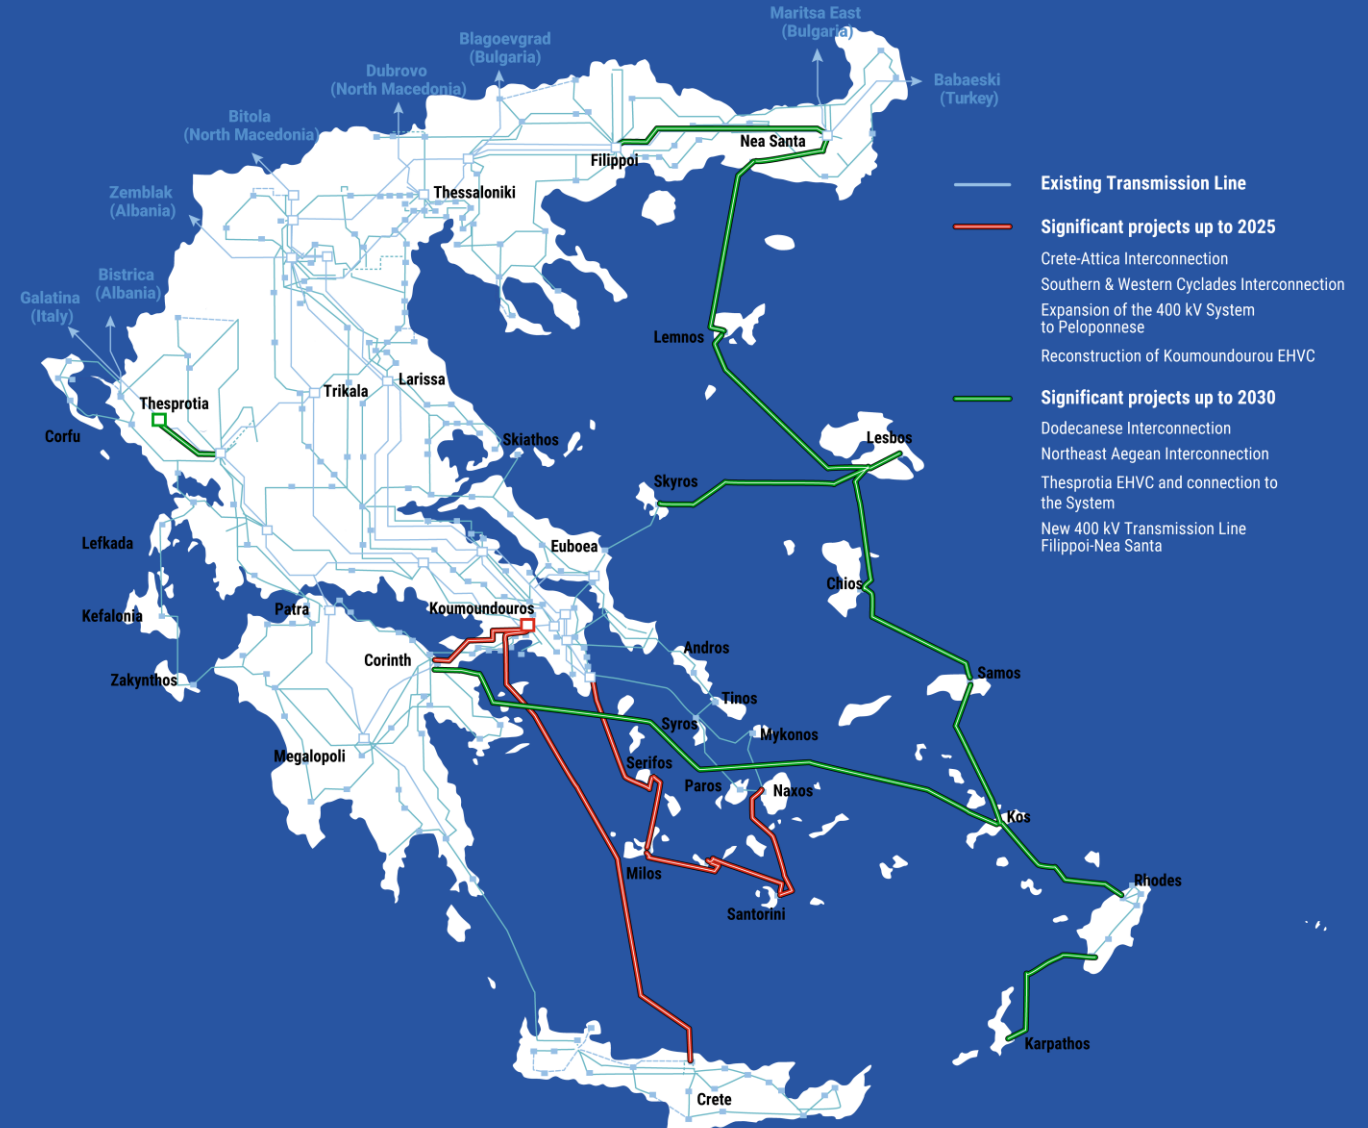 Maritsa East
(Bulgaria)
Blagoevgrad
(Bulgaria)
Dubrovo
(North Macedonia)
Babaeski
(Turkey)
Bitola
(North Macedonia)
Nea Santa
Filippoi
Zemblak
(Albania)
Thessaloniki
Bistrica
(Albania)
Galatina
(Italy)
Lemnos
Larissa
Trikala
Thesprotia
Corfu
Skiathos
Lesbos
Skyros
Lefkada
Euboea
Chios
Kefalonia
Patra
Koumoundouros
Corinth
Andros
Zakynthos
Samos
Tinos
Syros
Mykonos
Megalopoli
Serifos
Paros
Naxos
Kos
Milos
Rhodes
Santorini
Karpathos
Crete
Existing Transmission Line
Significant projects up to 2025
Crete-Attica Interconnection
Southern & Western Cyclades Interconnection
Expansion of the 400 kV System
to Peloponnese
Reconstruction of Koumoundourou EHVC
Significant projects up to 2030
Dodecanese Interconnection
Northeast Aegean Interconnection
Thesprotia EHVC and connection to
the System
New 400 kV Transmission Line
Filippoi-Nea Santa